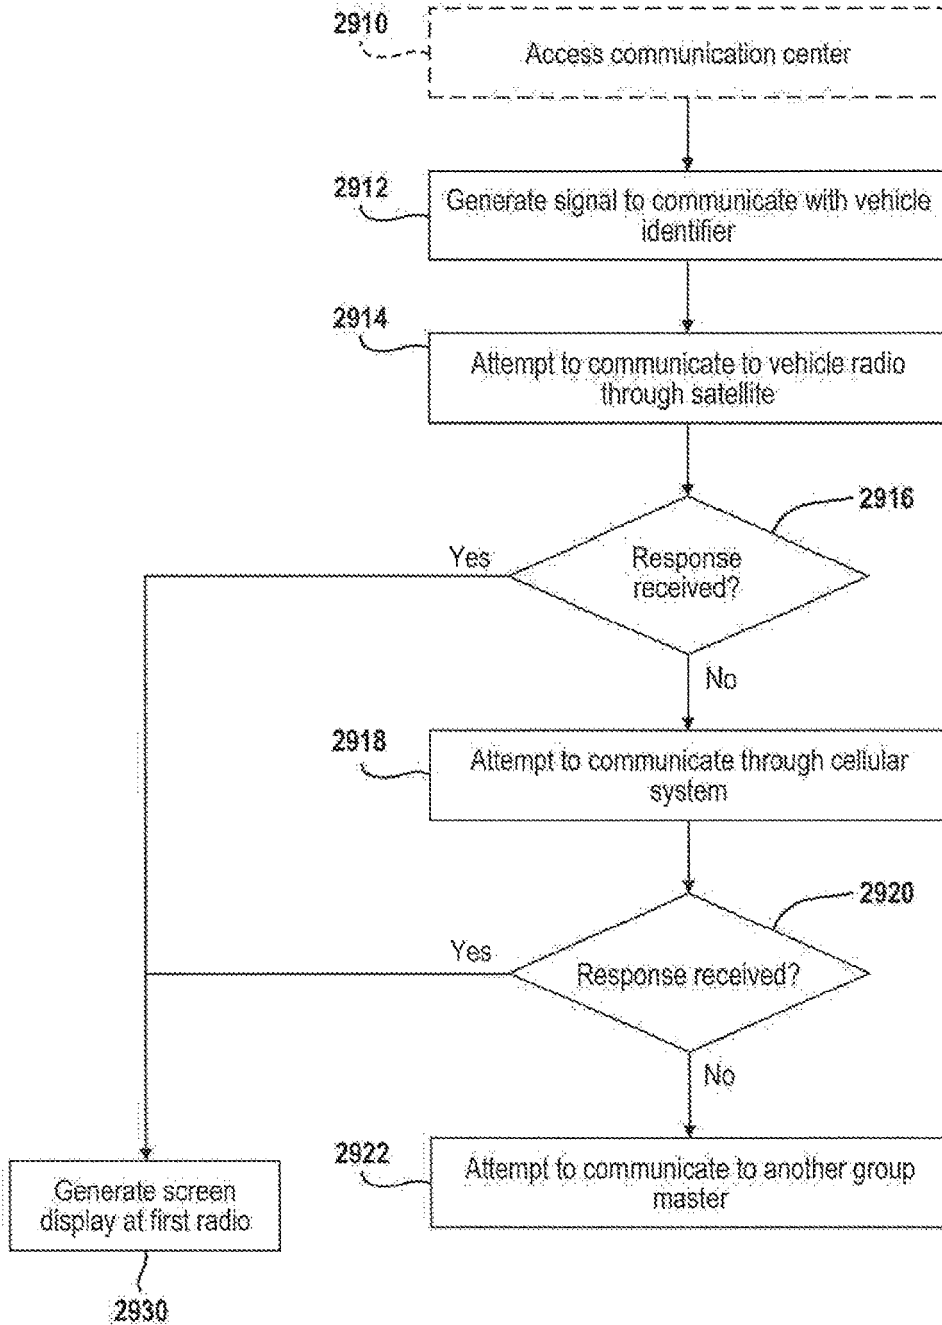 2910
Access communication center
2912
Generate signal to communicate with vehicle
identifier
2914
Attempt to communicate to vehicle radio
through satellite
2916
Yes
Response
received?
No
2918
Attempt to communicate through cellular
system
2920
Yes
Response received?
No
2922
Attempt to communicate to another group
master
Generate screen
display at first radio
2930